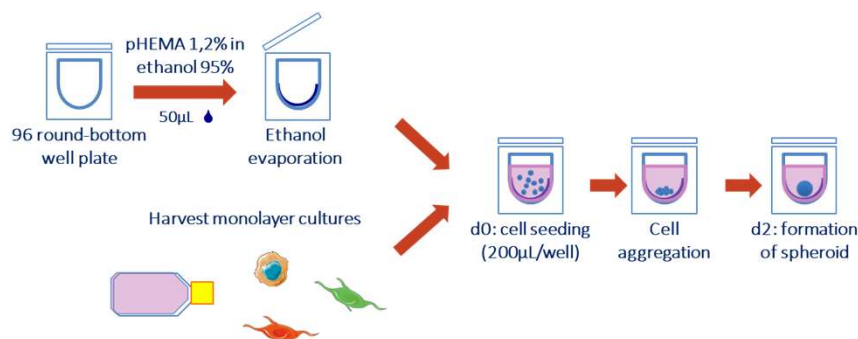 pHEMA 1,2% in
ethanol 95%
50µL
96 round-bottom
well plate
Ethanol
evaporation
Harvest monolayer cultures
d0: cell seeding
(200µL/well)
Cell
aggregation
d2: formation
of spheroid